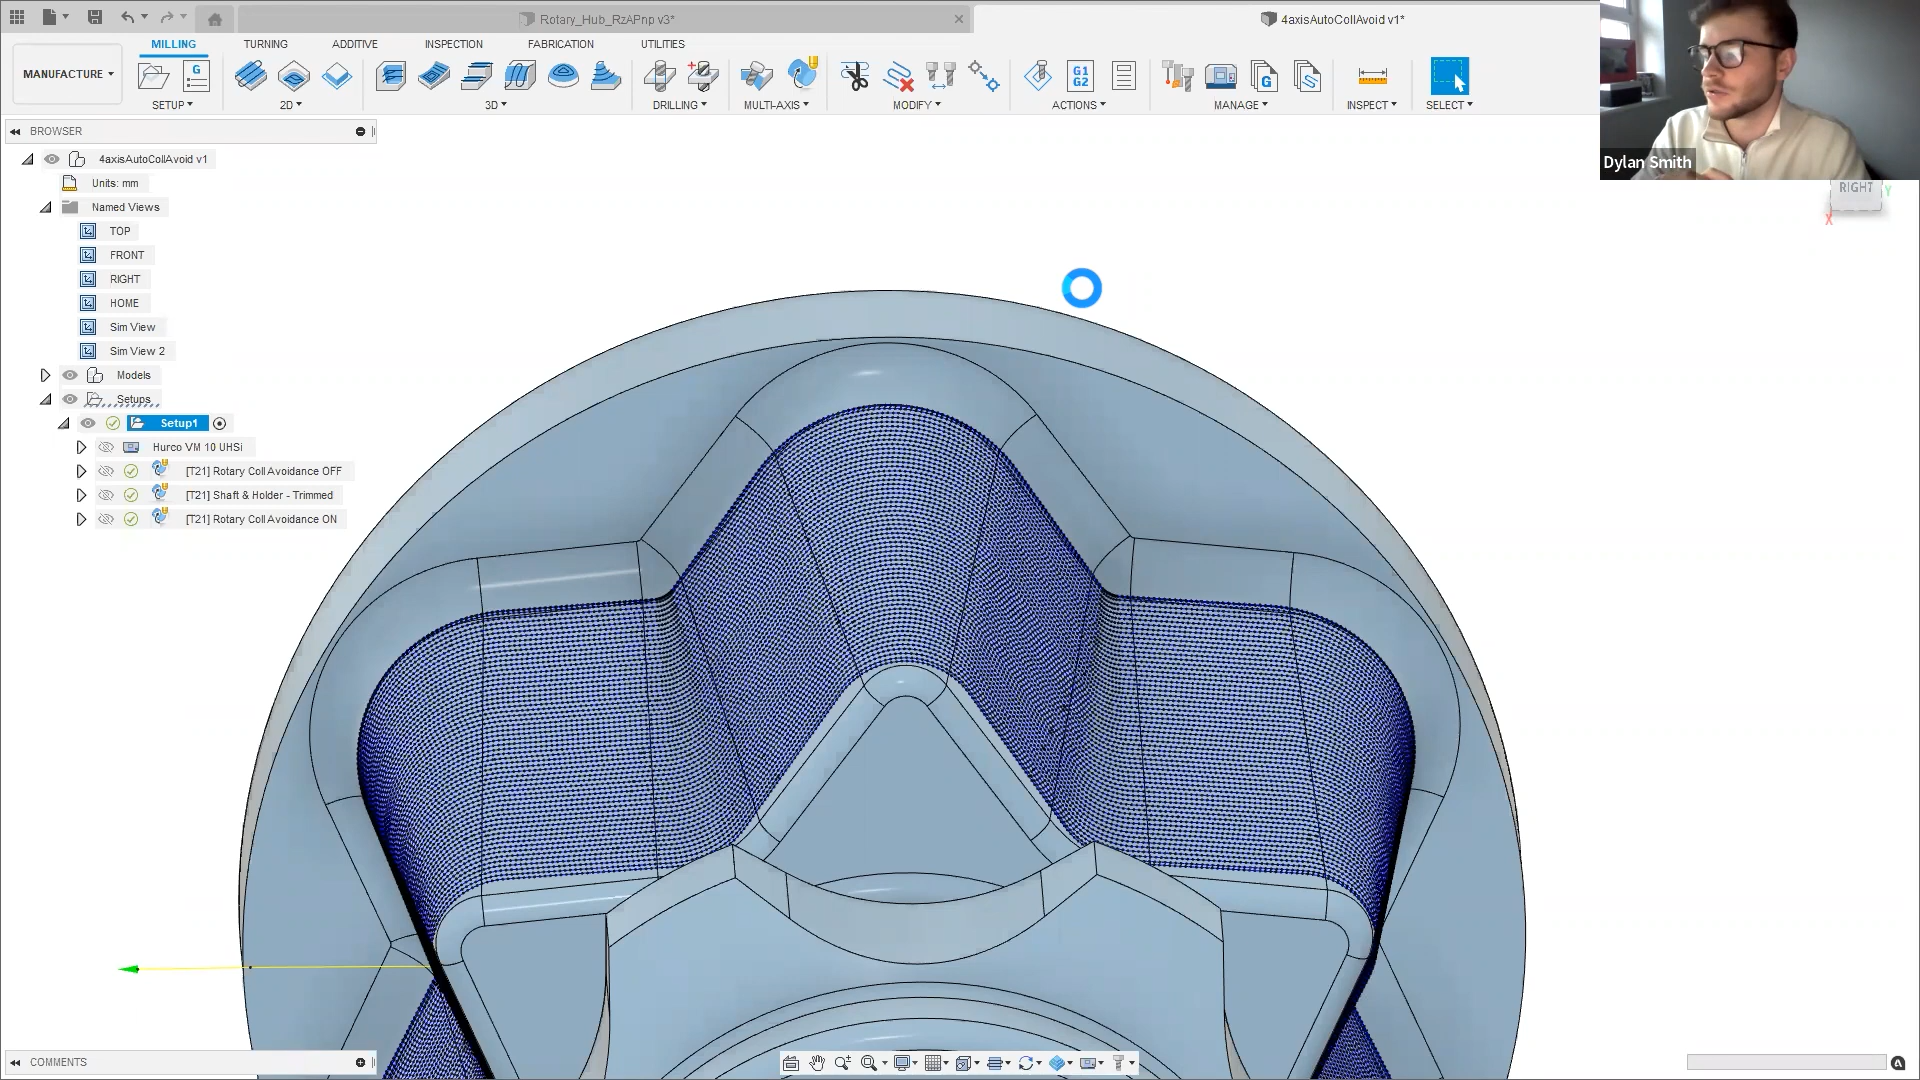 Rotary_Hub_RzAPnp v3*
4axisAutoCollAvoid v1*
MANUFACTURE
MILLING
TURNING
ADDITIVE
INSPECTION
FABRICATION
UTILITIES
G
G1
G2
G
SETUP
2D
3D
DRILLING
MULTI-AXIS
MODIFY
ACTIONS
MANAGE
INSPECT
SELECT
Dylan Smith
RIGHT
Y
X
BROWSER
4axisAutoCollAvoid v1
Units: mm
Named Views
TOP
FRONT
RIGHT
HOME
Sim View
Sim View 2
Models
Setups
Setup1
Hurco VM 10 UHSi
[T21] Rotary Coll Avoidance OFF
[T21] Shaft & Holder - Trimmed
[T21] Rotary Coll Avoidance ON
COMMENTS